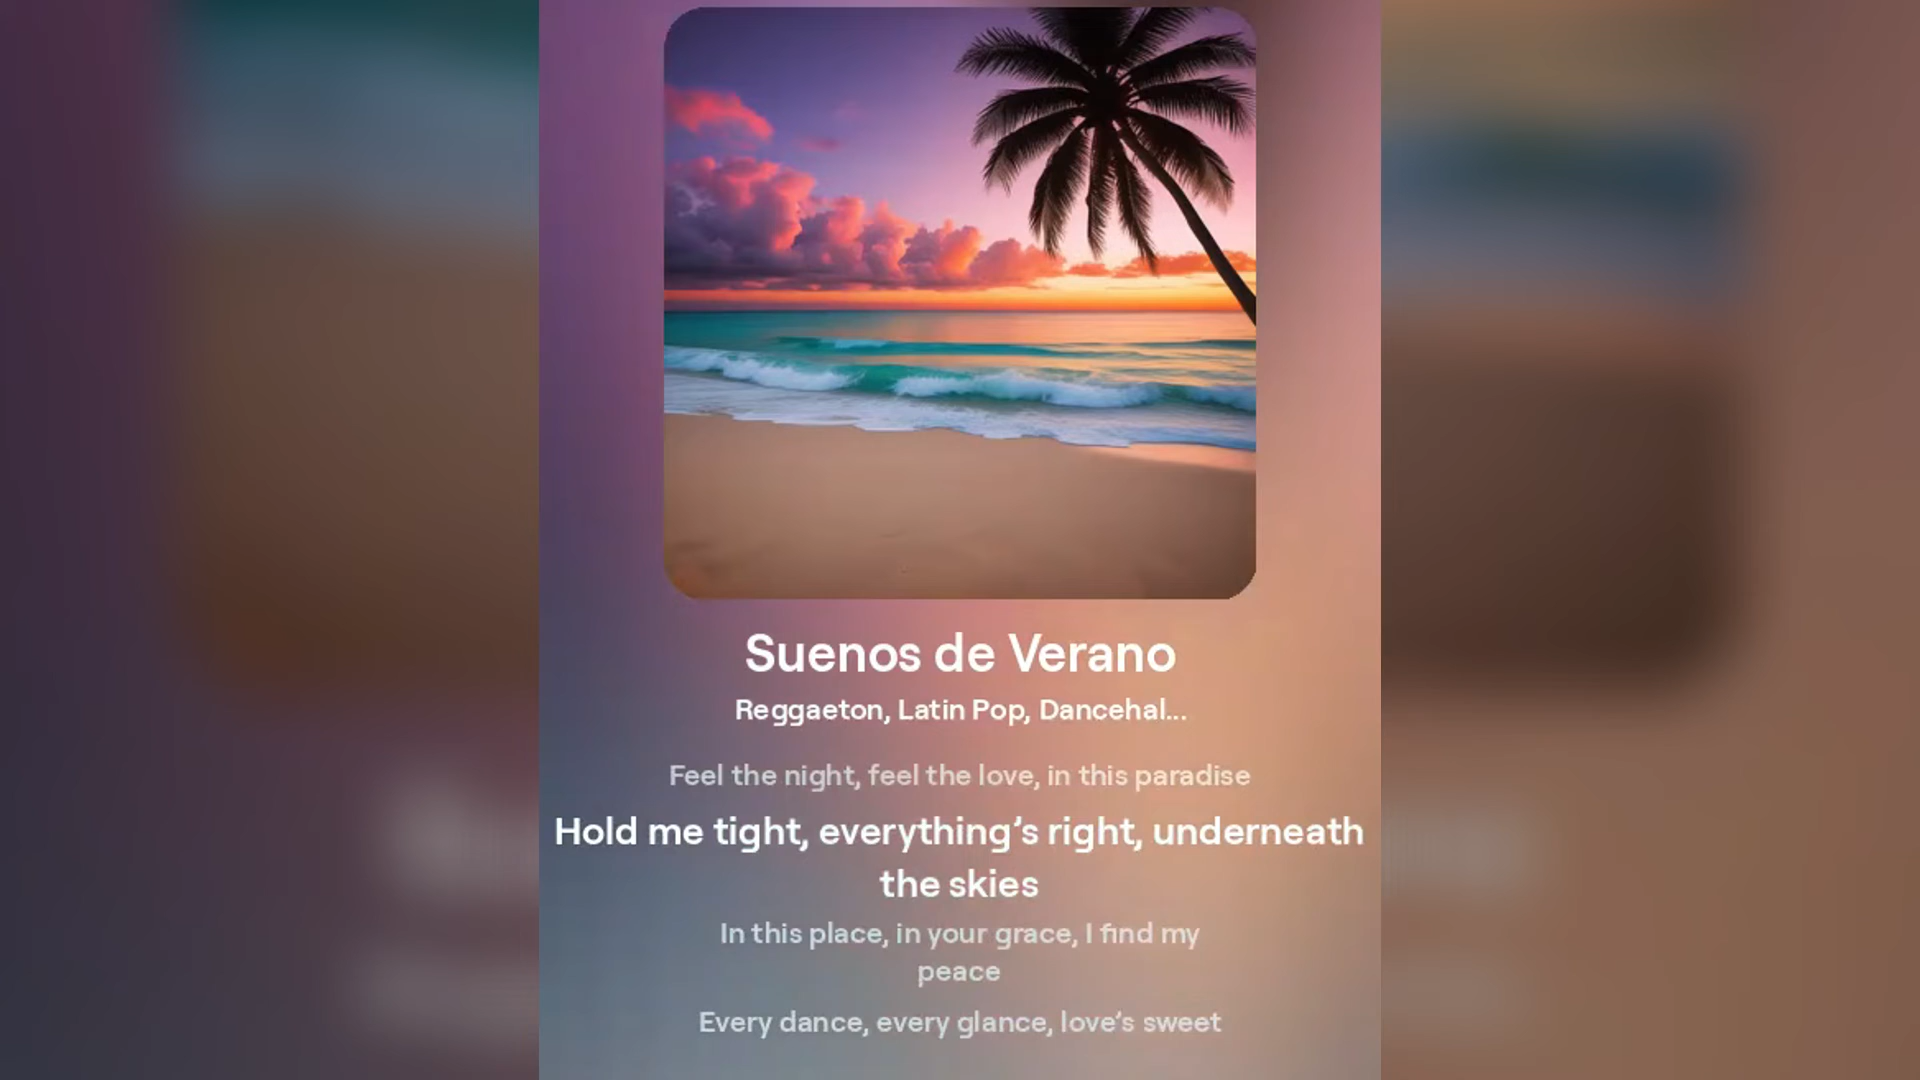 Suenos de Verano
Reggaeton, Latin Pop, Dancehal...
Feel the night, feel the love, in this paradise
Hold me tight, everything’s right, underneath
the skies
In this place, in your grace, I find my
peace
Every dance, every glance, love’s sweet